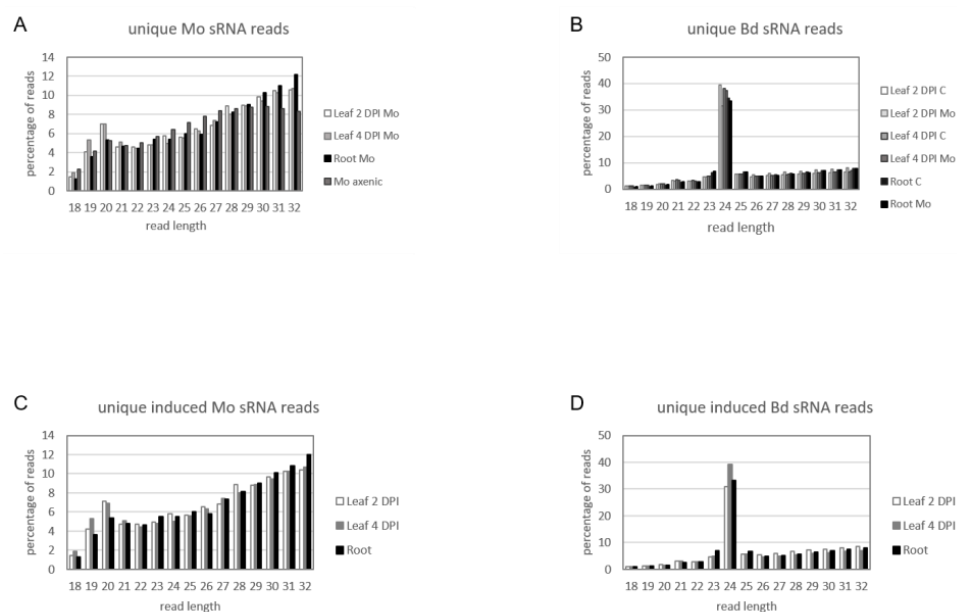 A
unique Mo sRNA reads
percentage of reads
14
12
10
8
6
4
2
0
18 19 20 21 22 23 24 25 26 27 28 29 30 31 32
read length
Leaf 2 DPI Mo
Leaf 4 DPI Mo
Root Mo
Mo axenic
B
unique Bd sRNA reads
percentage of reads
50
40
30
20
10
0
18 19 20 21 22 23 24 25 26 27 28 29 30 31 32
read length
Leaf 2 DPI C
Leaf 2 DPI Mo
Leaf 4 DPI C
Leaf 4 DPI Mo
Root C
Root Mo
C
unique induced Mo sRNA reads
percentage of reads
14
12
10
8
6
4
2
0
18 19 20 21 22 23 24 25 26 27 28 29 30 31 32
read length
Leaf 2 DPI
Leaf 4 DPI
Root
D
unique induced Bd sRNA reads
percentage of reads
50
40
30
20
10
0
18 19 20 21 22 23 24 25 26 27 28 29 30 31 32
read length
Leaf 2 DPI
Leaf 4 DPI
Root